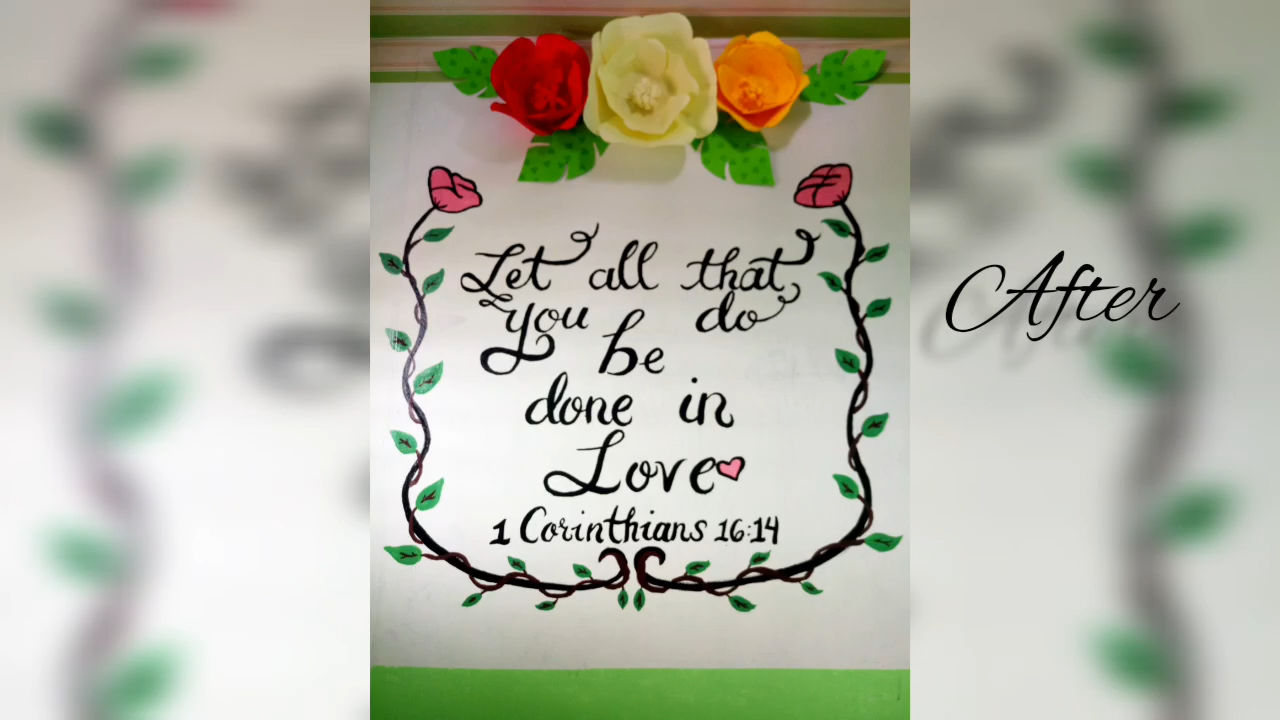 Let all that
you do
be
done in
Love
1 Corinthians 16:14
After